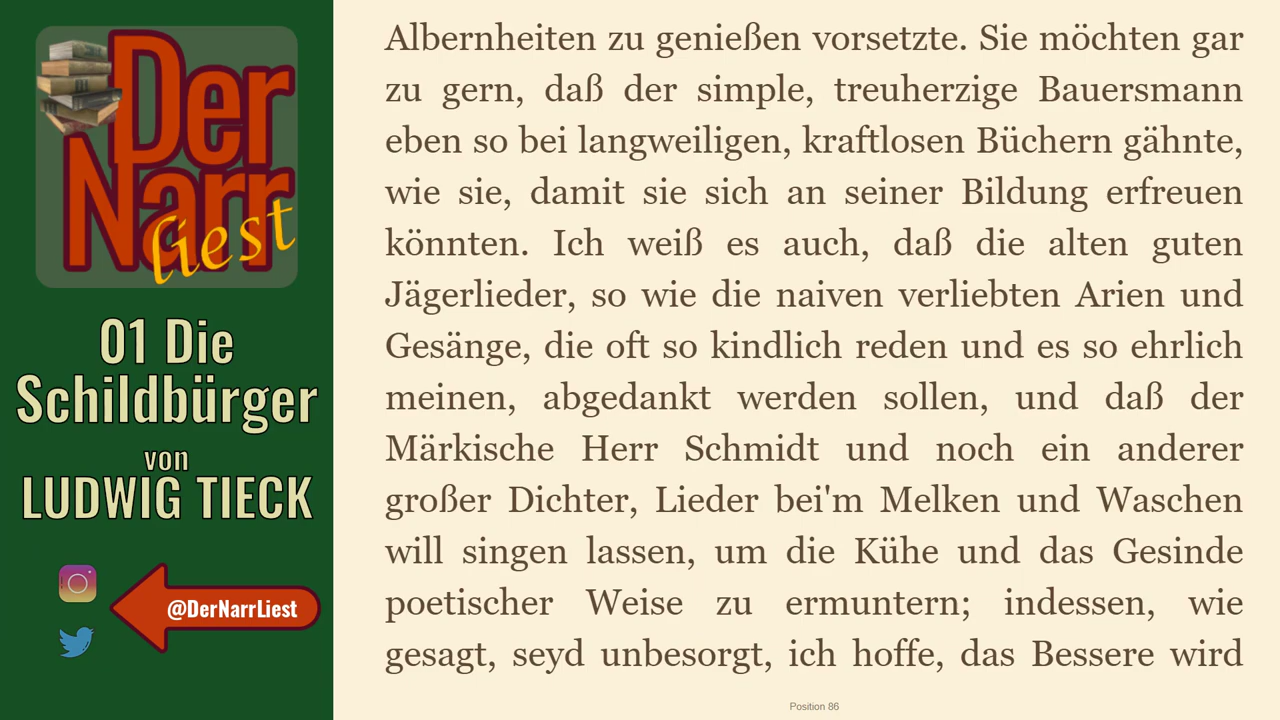 Der
Narr
liest
01 Die
Schildbürger
von
LUDWIG TIECK
@DerNarrLiest
Albernheiten zu genießen vorsetzte. Sie möchten gar
zu gern, daß der simple, treuherzige Bauersmann
eben so bei langweiligen, kraftlosen Büchern gähnte,
wie sie, damit sie sich an seiner Bildung erfreuen
könnten. Ich weiß es auch, daß die alten guten
Jägerlieder, so wie die naiven verliebten Arien und
Gesänge, die oft so kindlich reden und es so ehrlich
meinen, abgedankt werden sollen, und daß der
Märkische Herr Schmidt und noch ein anderer
großer Dichter, Lieder bei'm Melken und Waschen
will singen lassen, um die Kühe und das Gesinde
poetischer Weise zu ermuntern; indessen, wie
gesagt, seyd unbesorgt, ich hoffe, das Bessere wird
Position 86